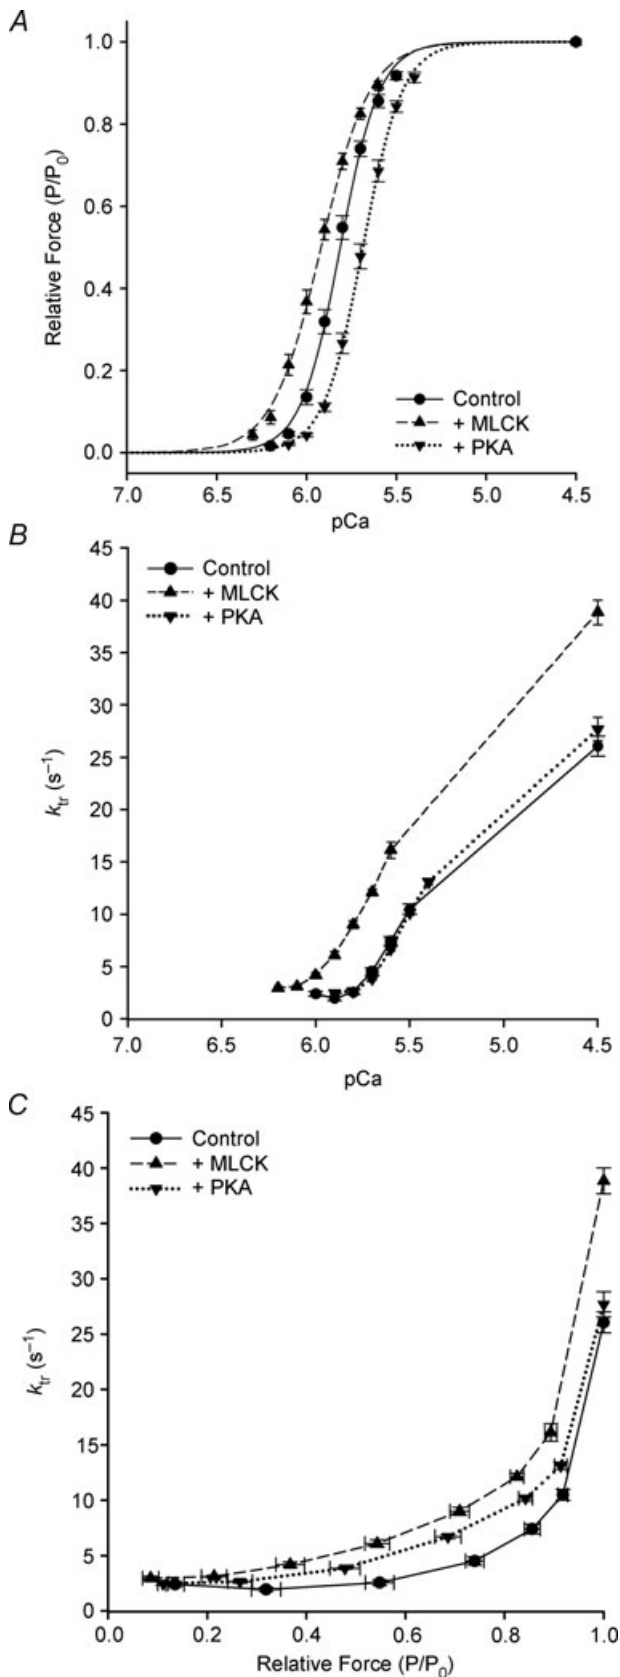 A
1.0
0.8
0.6
0.4
0.2
0.0
Relative Force (P/P₀)
Control
+ MLCK
+ PKA
7.0 6.5 6.0 5.5 5.0 4.5
pCa
B
45
40
35
30
25
20
15
10
5
0
k_tr (s⁻¹)
Control
+ MLCK
+ PKA
7.0 6.5 6.0 5.5 5.0 4.5
pCa
C
45
40
35
30
25
20
15
10
5
0
k_tr (s⁻¹)
Control
+ MLCK
+ PKA
0.0 0.2 0.4 0.6 0.8 1.0
Relative Force (P/P₀)